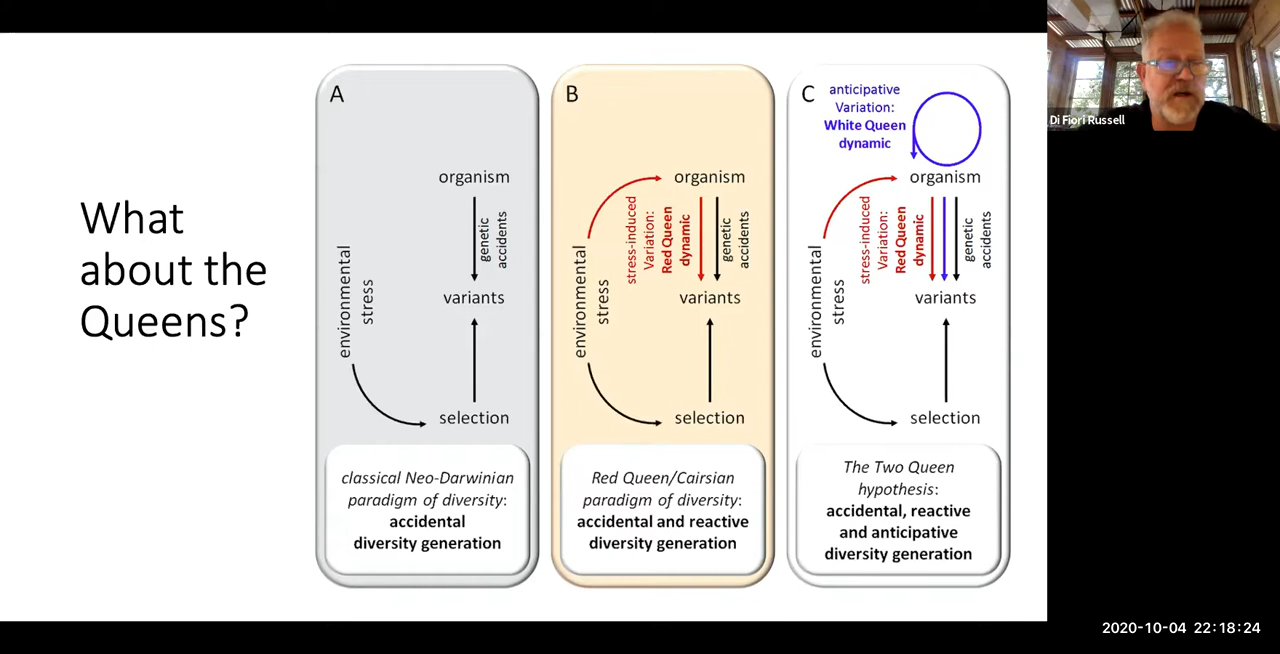 What
about the
Queens?
A
organism
genetic
accidents
variants
environmental
stress
selection
classical Neo-Darwinian
paradigm of diversity:
accidental
diversity generation
B
organism
stress-induced
Variation:
Red Queen
dynamic
genetic
accidents
variants
environmental
stress
selection
Red Queen/Cairsian
paradigm of diversity:
accidental and reactive
diversity generation
C
anticipative
Variation:
White Queen
dynamic
organism
stress-induced
Variation:
Red Queen
dynamic
genetic
accidents
variants
environmental
stress
selection
The Two Queen
hypothesis:
accidental, reactive
and anticipative
diversity generation
Di Fiori Russell
2020-10-04 22:18:24